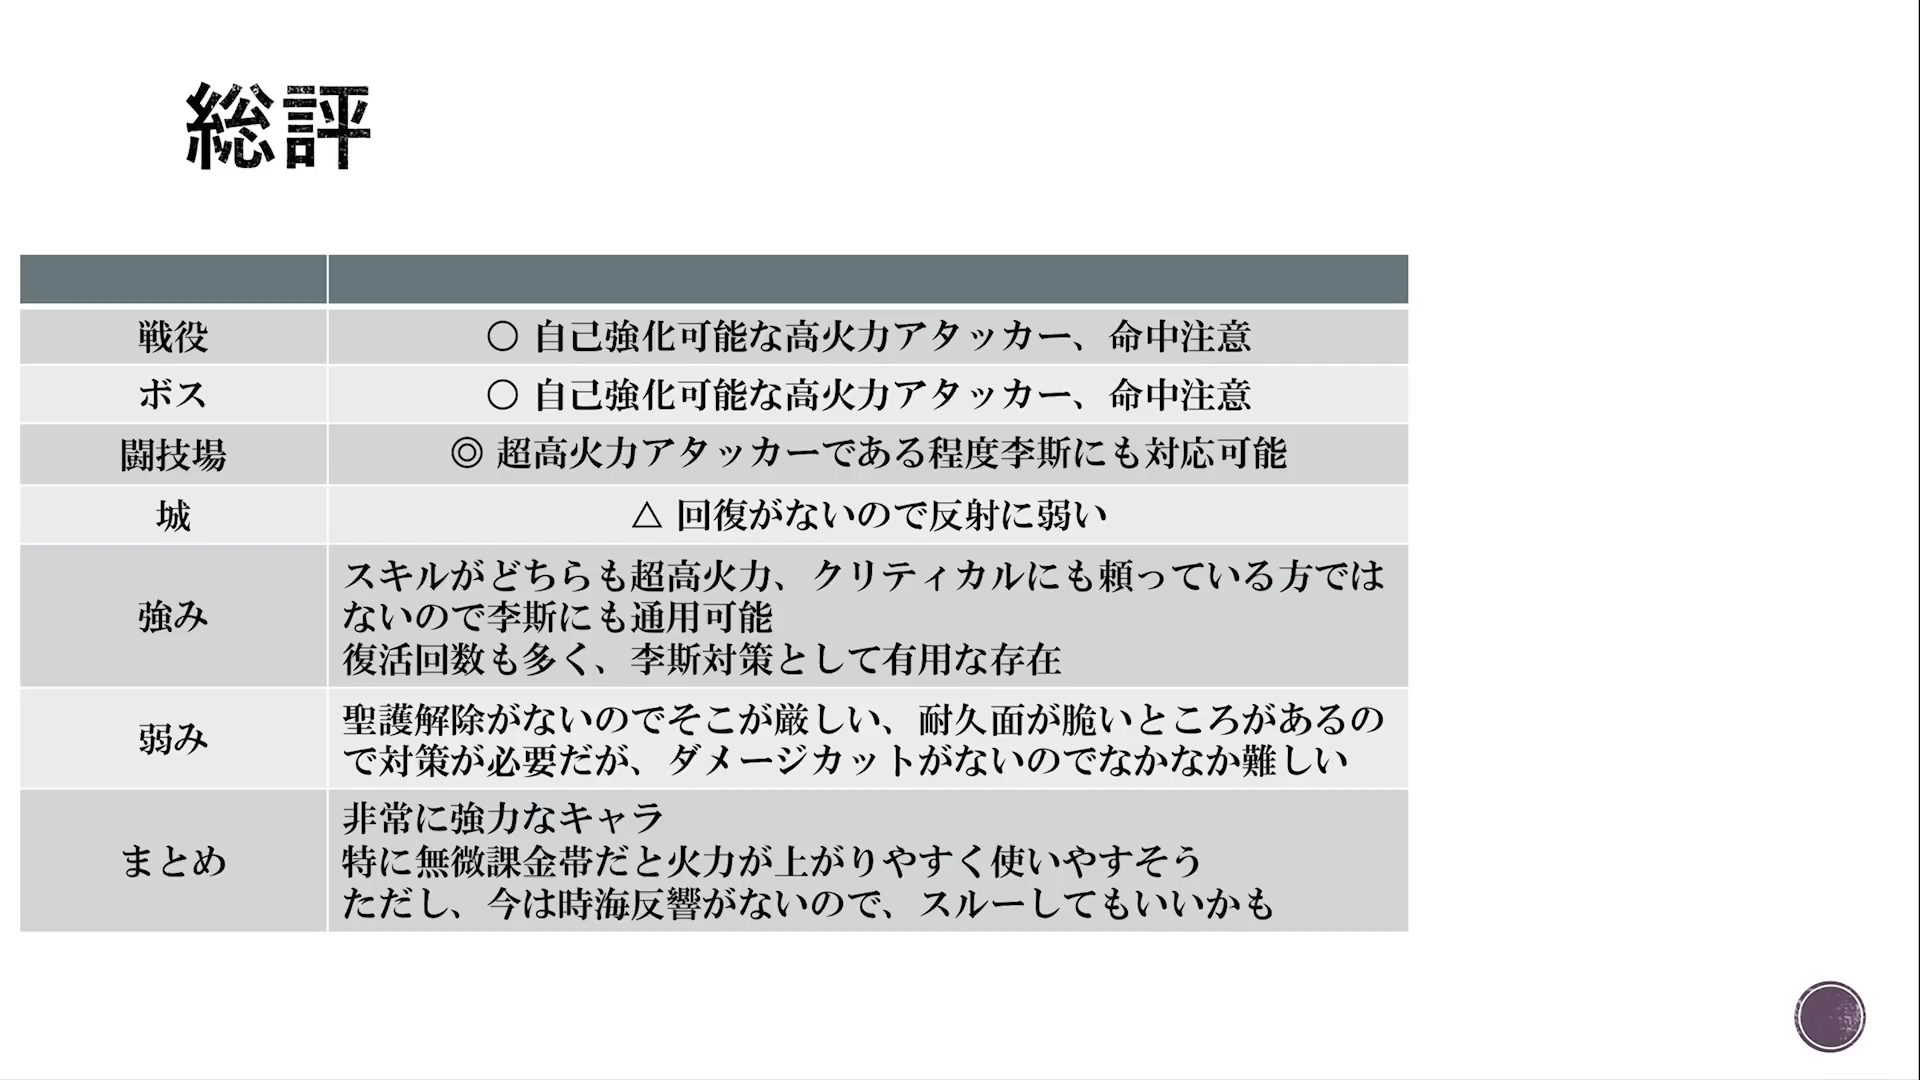 総評
戦役
〇 自己強化可能な高火力アタッカー、命中注意
ボス
〇 自己強化可能な高火力アタッカー、命中注意
闘技場
◎ 超高火力アタッカーである程度李斯にも対応可能
城
△ 回復がないので反射に弱い
強み
スキルがどちらも超高火力、クリティカルにも頼っている方では
ないので李斯にも通用可能
復活回数も多く、李斯対策として有用な存在
弱み
聖護解除がないのでそこが厳しい、耐久面が脆いところがあるの
で対策が必要だが、ダメージカットがないのでなかなか難しい
まとめ
非常に強力なキャラ
特に無微課金帯だと火力が上がりやすく使いやすそう
ただし、今は時海反響がないので、スルーしてもいいかも